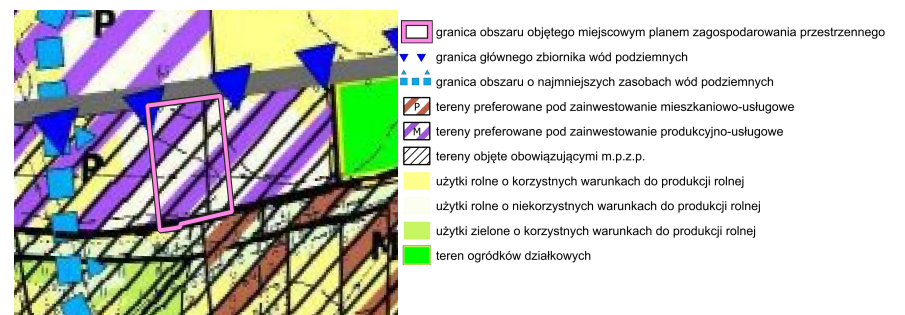 P
granica obszaru objętego miejscowym planem zagospodarowania przestrzennego
granica głównego zbiornika wód podziemnych
granica obszaru o najmniejszych zasobach wód podziemnych
P tereny preferowane pod zainwestowanie mieszkaniowo-usługowe
M tereny preferowane pod zainwestowanie produkcyjno-usługowe
P
tereny objęte obowiązującymi m.p.z.p.
użytki rolne o korzystnych warunkach do produkcji rolnej
użytki rolne o niekorzystnych warunkach do produkcji rolnej
użytki zielone o korzystnych warunkach do produkcji rolnej
M
teren ogródków działkowych